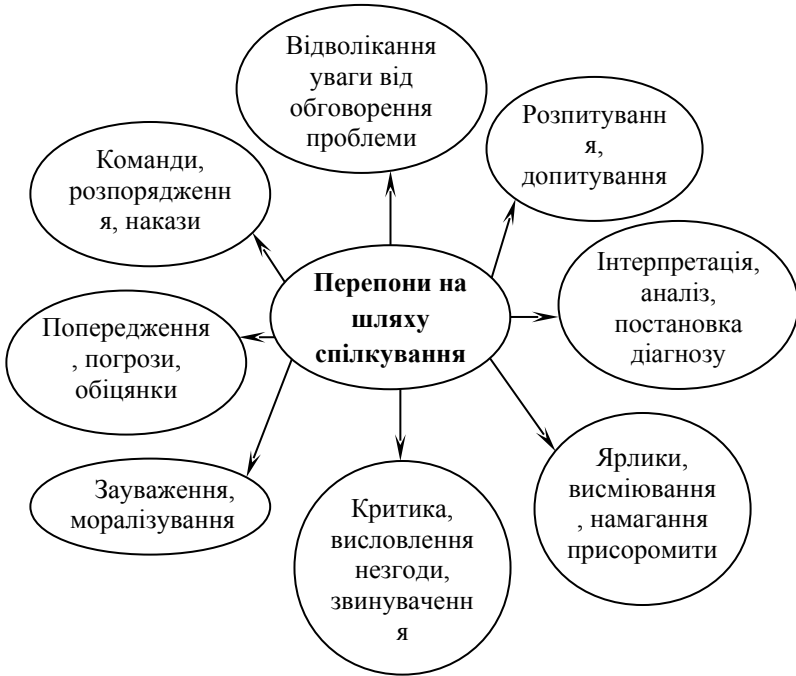 Відволікання
уваги від
обговорення
проблеми
Розпитуванн
я,
допитування
Команди,
розпорядженн
я, накази
Перепони на
шляху
спілкування
Інтерпретація,
аналіз,
постановка
діагнозу
Попередження
, погрози,
обіцянки
Ярлики,
висміювання
, намагання
присоромити
Зауваження,
моралізування
Критика,
висловлення
незгоди,
звинуваченн
я